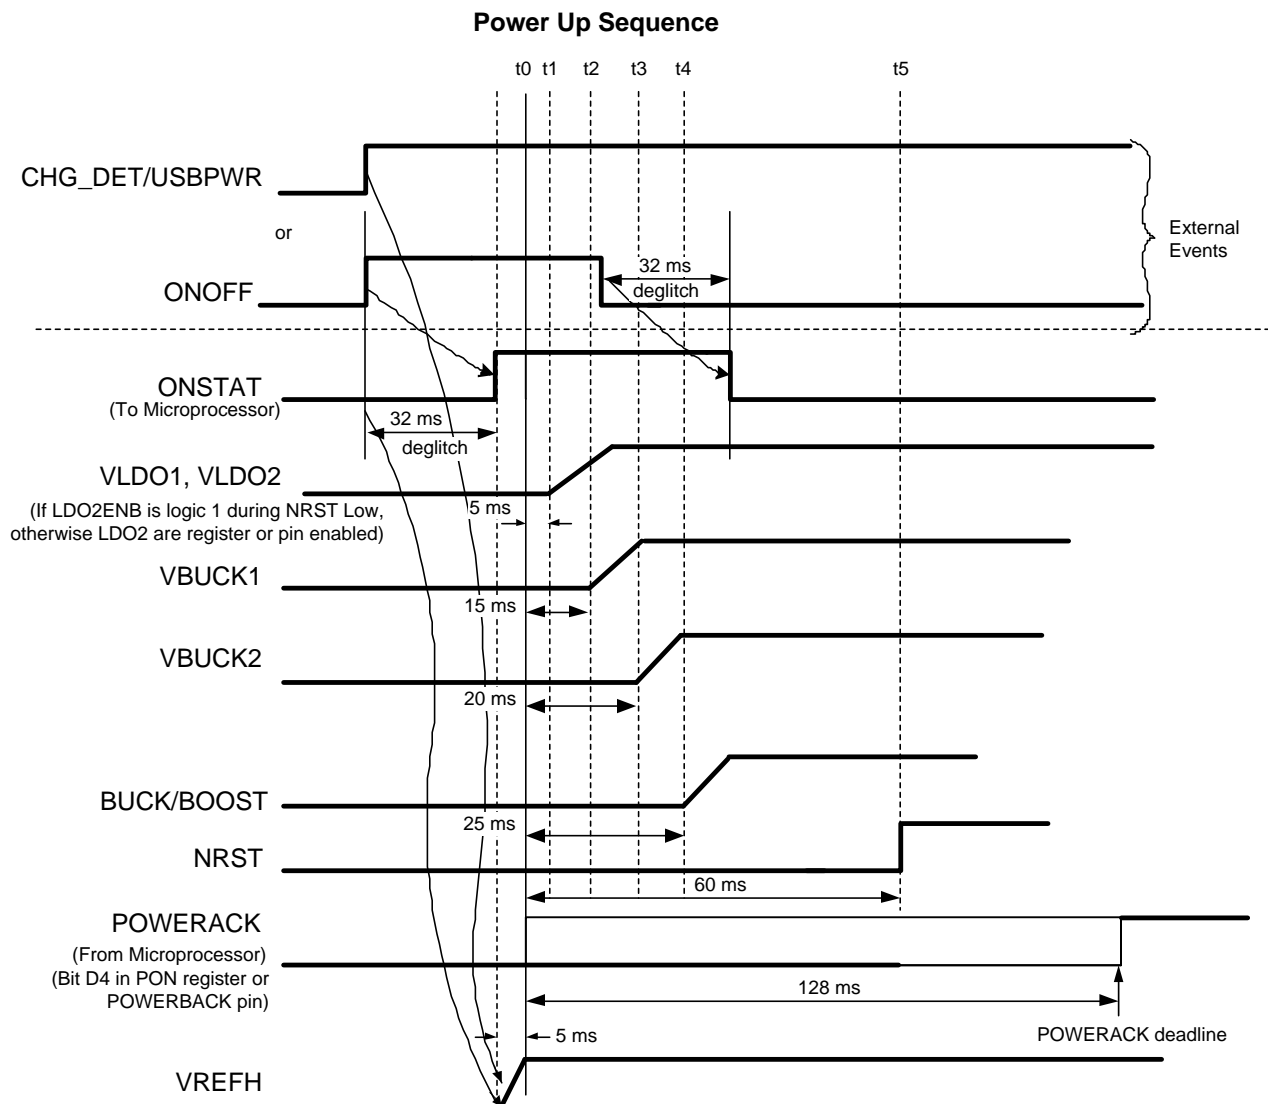 Power Up Sequence
t0 t1 t2 t3 t4 t5
CHG_DET/USBPWR
or
External
Events
32 ms
deglitch
ONOFF
ONSTAT
(To Microprocessor)
32 ms
deglitch
VLDO1, VLDO2
(If LDO2ENB is logic 1 during NRST Low,
otherwise LDO2 are register or pin enabled)
5 ms
VBUCK1
15 ms
VBUCK2
20 ms
BUCK/BOOST
25 ms
NRST
60 ms
POWERACK
(From Microprocessor)
(Bit D4 in PON register or
POWERBACK pin)
128 ms
POWERACK deadline
5 ms
VREFH